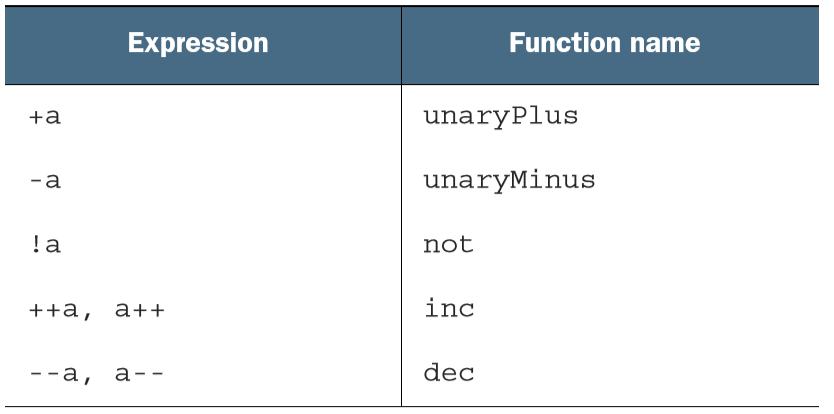 Expression Function name
+a unaryPlus
-a unaryMinus
!a not
++a, a++ inc
--a, a-- dec